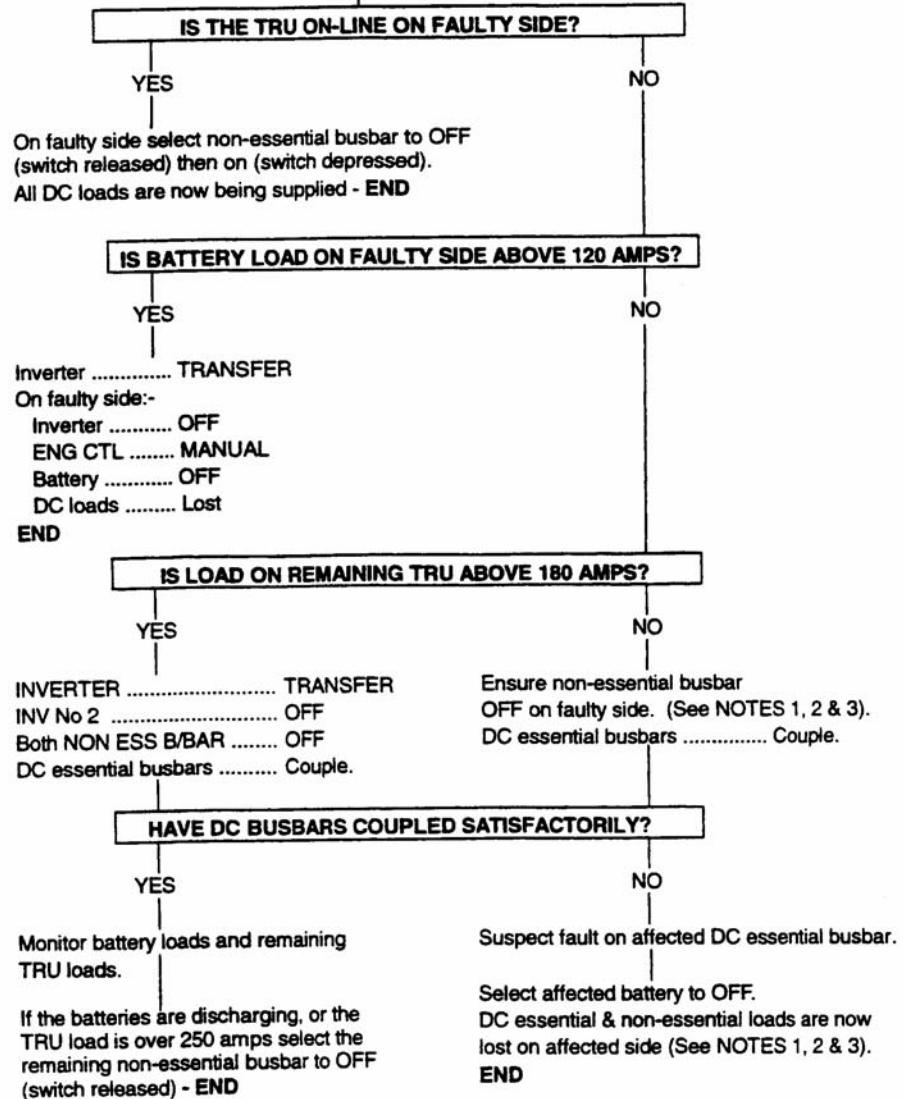 IS THE TRU ON-LINE ON FAULTY SIDE?
YES
NO
On faulty side select non-essential busbar to OFF
(switch released) then on (switch depressed).
All DC loads are now being supplied - END
IS BATTERY LOAD ON FAULTY SIDE ABOVE 120 AMPS?
YES
NO
Inverter .............. TRANSFER
On faulty side:-
Inverter ........... OFF
ENG CTL ........ MANUAL
Battery ............ OFF
DC loads ......... Lost
END
IS LOAD ON REMAINING TRU ABOVE 180 AMPS?
YES
NO
INVERTER ........................... TRANSFER
INV No 2 ............................ OFF
Both NON ESS B/BAR ........ OFF
DC essential busbars .......... Couple.
Ensure non-essential busbar
OFF on faulty side. (See NOTES 1, 2 & 3).
DC essential busbars ............... Couple.
HAVE DC BUSBARS COUPLED SATISFACTORILY?
YES
NO
Monitor battery loads and remaining
TRU loads.
If the batteries are discharging, or the
TRU load is over 250 amps select the
remaining non-essential busbar to OFF
(switch released) - END
Suspect fault on affected DC essential busbar.
Select affected battery to OFF.
DC essential & non-essential loads are now
lost on affected side (See NOTES 1, 2 & 3).
END